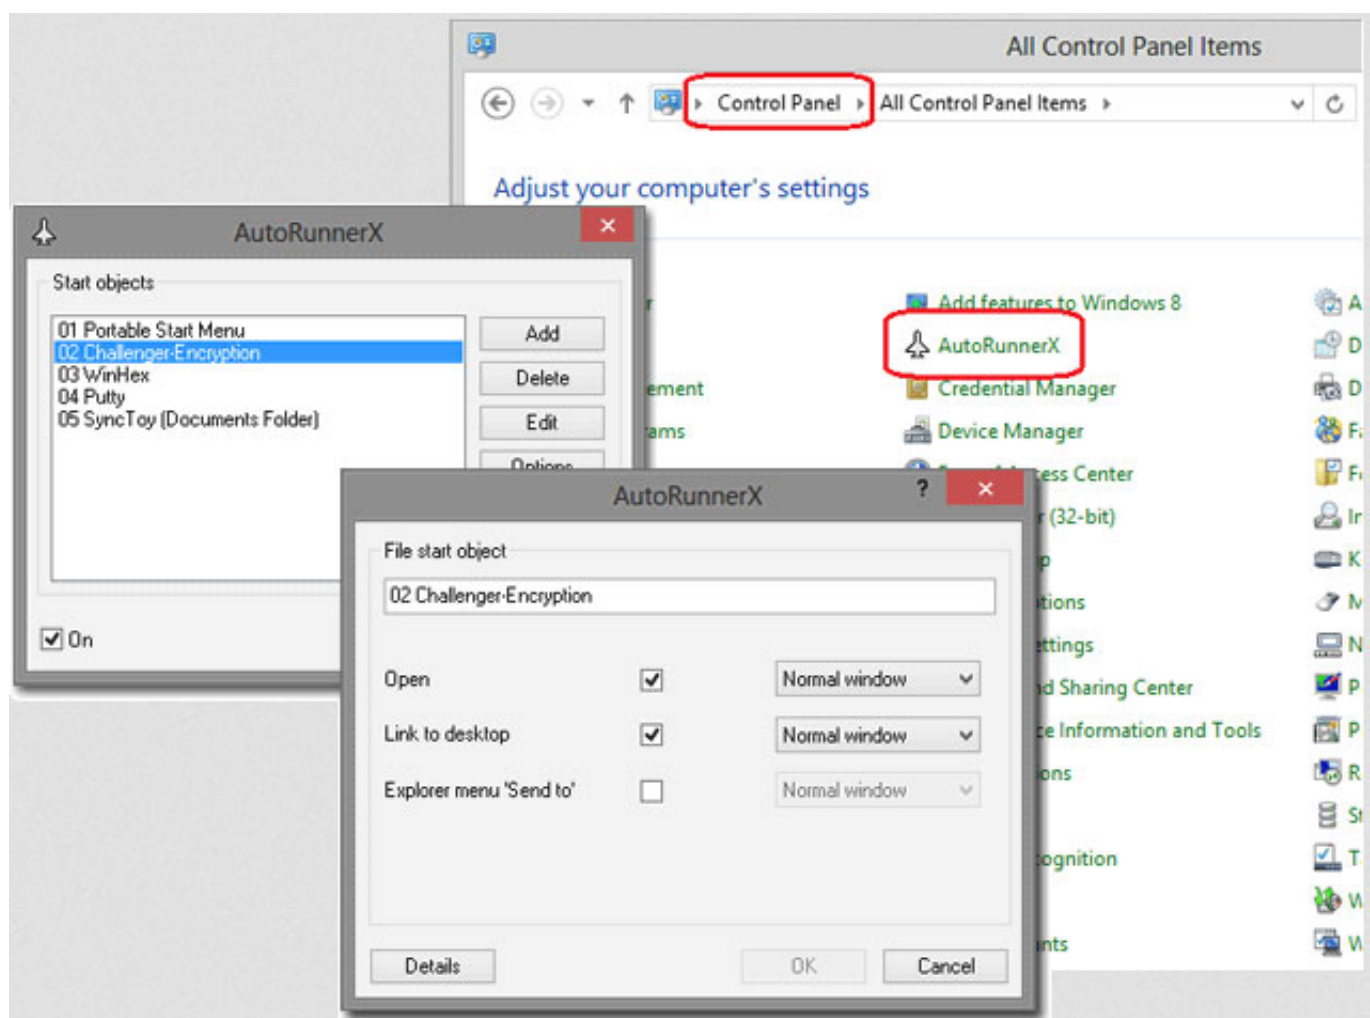 All Control Panel Items
Control Panel
All Control Panel Items
Adjust your computer's settings
AutoRunnerX
Start objects
01 Portable Start Menu
02 Challenger-Encryption
03 WinHex
04 Putty
05 SyncToy (Documents Folder)
Add
Delete
Edit
Options
On
Add features to Windows 8
AutoRunnerX
Credential Manager
Device Manager
Center
(32-bit)
Sharing Center
Information and Tools
AutoRunnerX
?
File start object
02 Challenger-Encryption
Open
Normal window
Link to desktop
Normal window
Explorer menu 'Send to'
Normal window
Details
OK
Cancel